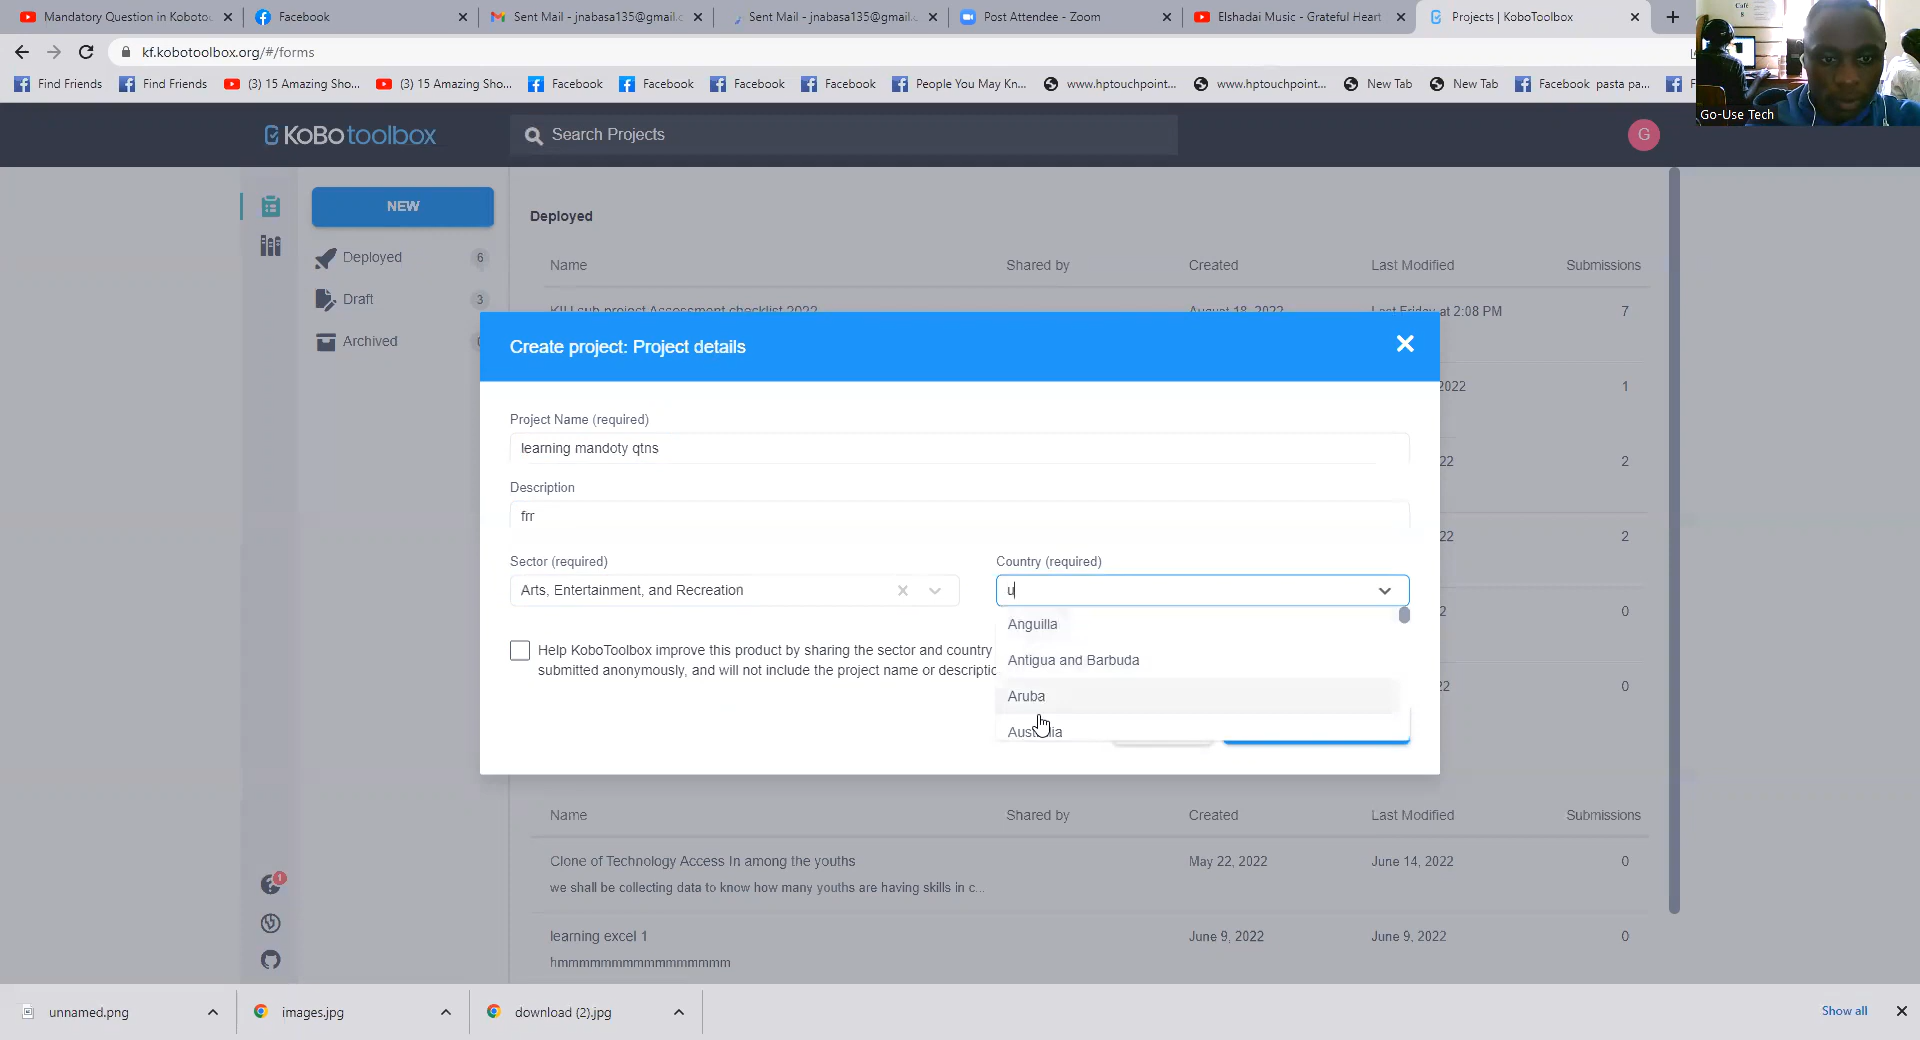 Mandatory Question in Koboto
Facebook
Sent Mail - jnabasa135@gmail.c
Sent Mail - jnabasa135@gmail.c
Post Attendee - Zoom
Elshadai Music - Grateful Heart
Projects | KoboToolbox
kf.kobotoolbox.org/#/forms
Find Friends
Find Friends
(3) 15 Amazing Sho...
(3) 15 Amazing Sho...
Facebook
Facebook
Facebook
Facebook
People You May Kn...
www.hptouchpoint...
www.hptouchpoint...
New Tab
New Tab
Facebook pasta pa...
Go-Use Tech
KoBo toolbox
Search Projects
G
NEW
Deployed 6
Draft 3
Archived
Deployed
Name Shared by Created Last Modified Submissions
KIU sub project Assessment checklist 2022 August 18, 2022 Last Friday at 2:08 PM 7
2022 1
22 2
22 2
2 0
22 0
Create project: Project details
Project Name (required)
learning mandoty qtns
Description
frr
Sector (required)
Arts, Entertainment, and Recreation
Country (required)
u
Anguilla
Antigua and Barbuda
Aruba
Australia
Help KoboToolbox improve this product by sharing the sector and country
submitted anonymously, and will not include the project name or descriptio
Name Shared by Created Last Modified Submissions
Clone of Technology Access In among the youths May 22, 2022 June 14, 2022 0
we shall be collecting data to know how many youths are having skills in c...
learning excel 1 June 9, 2022 June 9, 2022 0
hmmmmmmmmmmmmmmm
1
unnamed.png
images.jpg
download (2).jpg
Show all